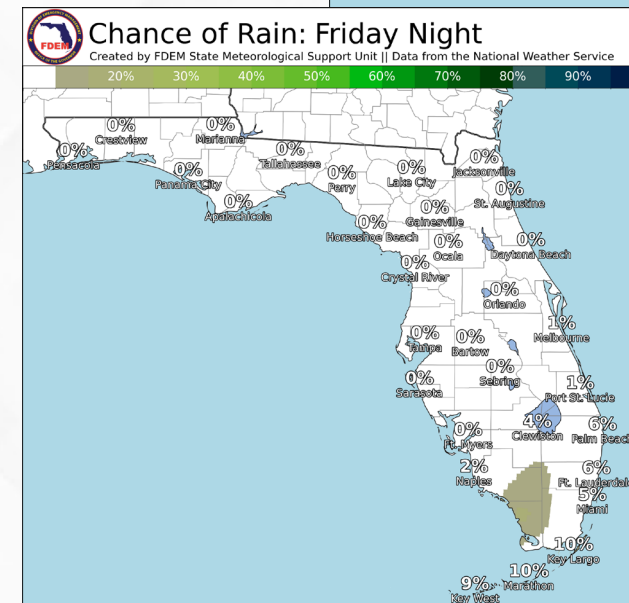 FDEM
Chance of Rain: Friday Night
Created by FDEM State Meteorological Support Unit || Data from the National Weather Service
20% 30% 40% 50% 60% 70% 80% 90%
0%
Crestview
0%
Marianna
0%
Pensacola
0%
Panama City
0%
Tallahassee
0%
Apalachicola
0%
Perry
0%
Lake City
0%
Jacksonville
0%
St. Augustine
0%
Gainesville
0%
Horseshoe Beach
0%
Ocala
0%
Daytona Beach
0%
Crystal River
0%
Orlando
1%
Melbourne
0%
Tampa
0%
Bartow
0%
Sebring
0%
Sarasota
1%
Port St. Lucie
4%
Clewiston
6%
Palm Beac
0%
Ft. Myers
2%
Naples
6%
Ft. Lauderdal
5%
Miami
10%
Key Largo
10%
Marathon
9%
Key West